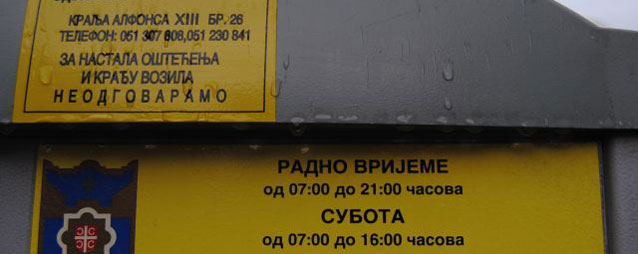 КРАЉА АЛФОНСА XIII БР. 26
ТЕЛЕФОН: 051 307 808,051 230 841
ЗА НАСТАЛА ОШТЕЋЕЊА
И КРАЂУ ВОЗИЛА
НЕОДГОВАРАМО
РАДНО ВРИЈЕМЕ
од 07:00 до 21:00 часова
СУБОТА
од 07:00 до 16:00 часова